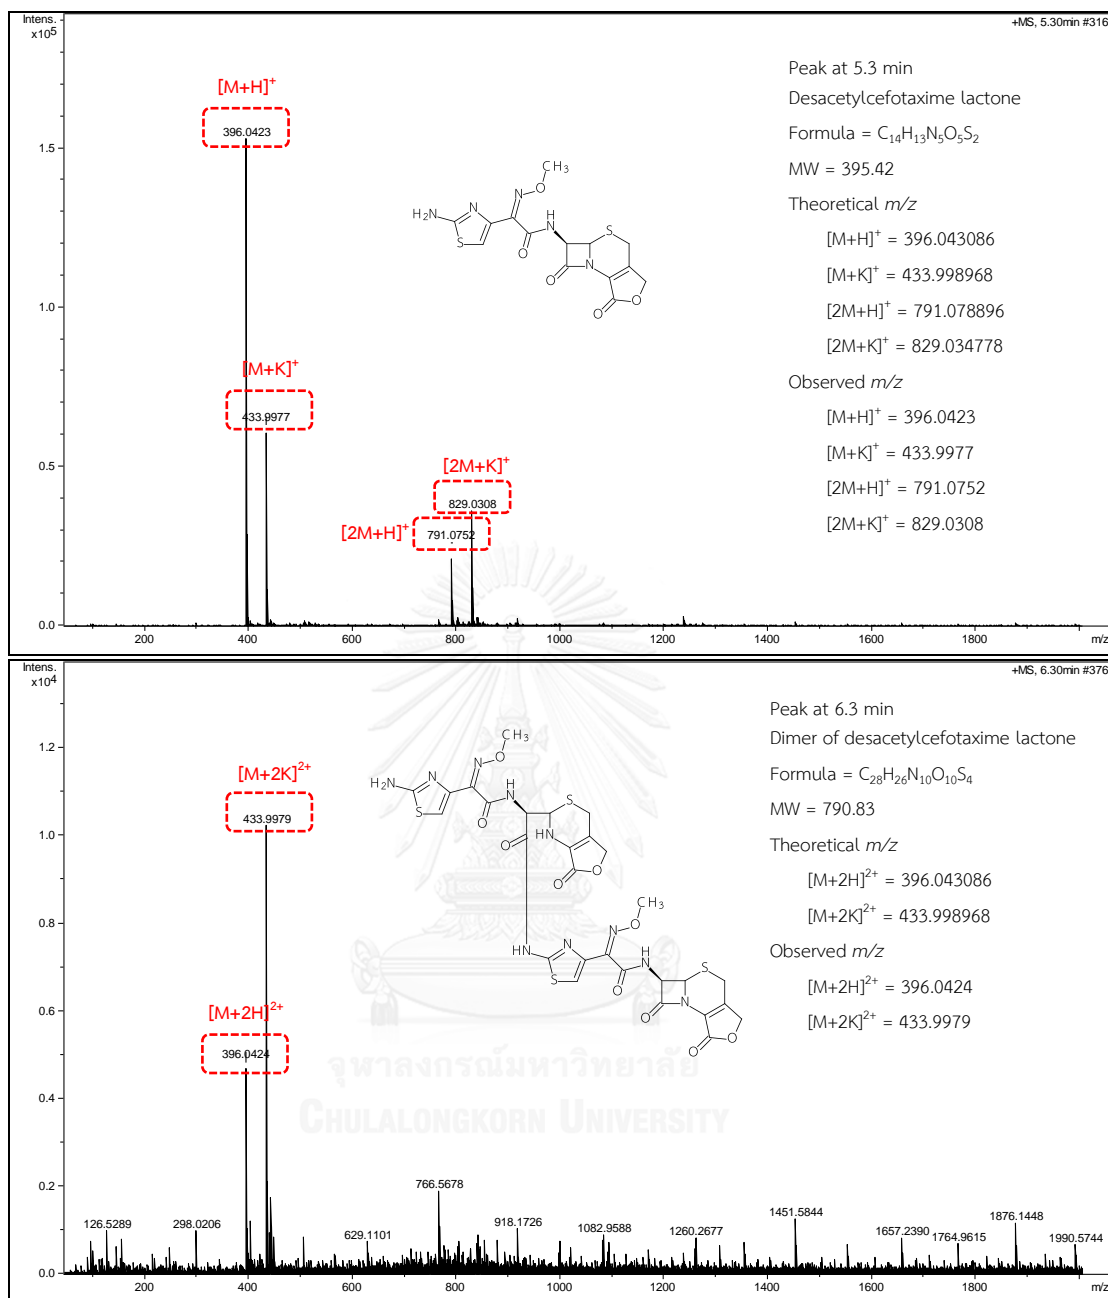 Intens.
x10⁵
+MS, 5.30min #316
[M+H]⁺
396.0423
1.5
1.0
0.5
0.0
[M+K]⁺
433.9977
[2M+K]⁺
829.0308
[2M+H]⁺
791.0752
CH₃
O
N
H₂N
N
S
O
H
N
S
O
N
O
O
Peak at 5.3 min
Desacetylcefotaxime lactone
Formula = C₁₄H₁₃N₅O₅S₂
MW = 395.42
Theoretical m/z
[M+H]⁺ = 396.043086
[M+K]⁺ = 433.998968
[2M+H]⁺ = 791.078896
[2M+K]⁺ = 829.034778
Observed m/z
[M+H]⁺ = 396.0423
[M+K]⁺ = 433.9977
[2M+H]⁺ = 791.0752
[2M+K]⁺ = 829.0308
200 400 600 800 1000 1200 1400 1600 1800 m/z
Intens.
x10⁴
+MS, 6.30min #376
1.2
1.0
0.8
0.6
0.4
0.2
0.0
[M+2K]²⁺
433.9979
[M+2H]²⁺
396.0424
CH₃
O
N
H₂N
N
S
O
H
N
S
O
HN
O
O
CH₃
O
N
HN
N
S
O
H
N
S
O
N
O
O
Peak at 6.3 min
Dimer of desacetylcefotaxime lactone
Formula = C₂₈H₂₆N₁₀O₁₀S₄
MW = 790.83
Theoretical m/z
[M+2H]²⁺ = 396.043086
[M+2K]²⁺ = 433.998968
Observed m/z
[M+2H]²⁺ = 396.0424
[M+2K]²⁺ = 433.9979
จุฬาลงกรณ์มหาวิทยาลัย
CHULALONGKORN UNIVERSITY
126.5289
298.0206
629.1101
766.5678
918.1726
1082.9588
1260.2677
1451.5844
1657.2390
1764.9615
1876.1448
1990.5744
200 400 600 800 1000 1200 1400 1600 1800 m/z